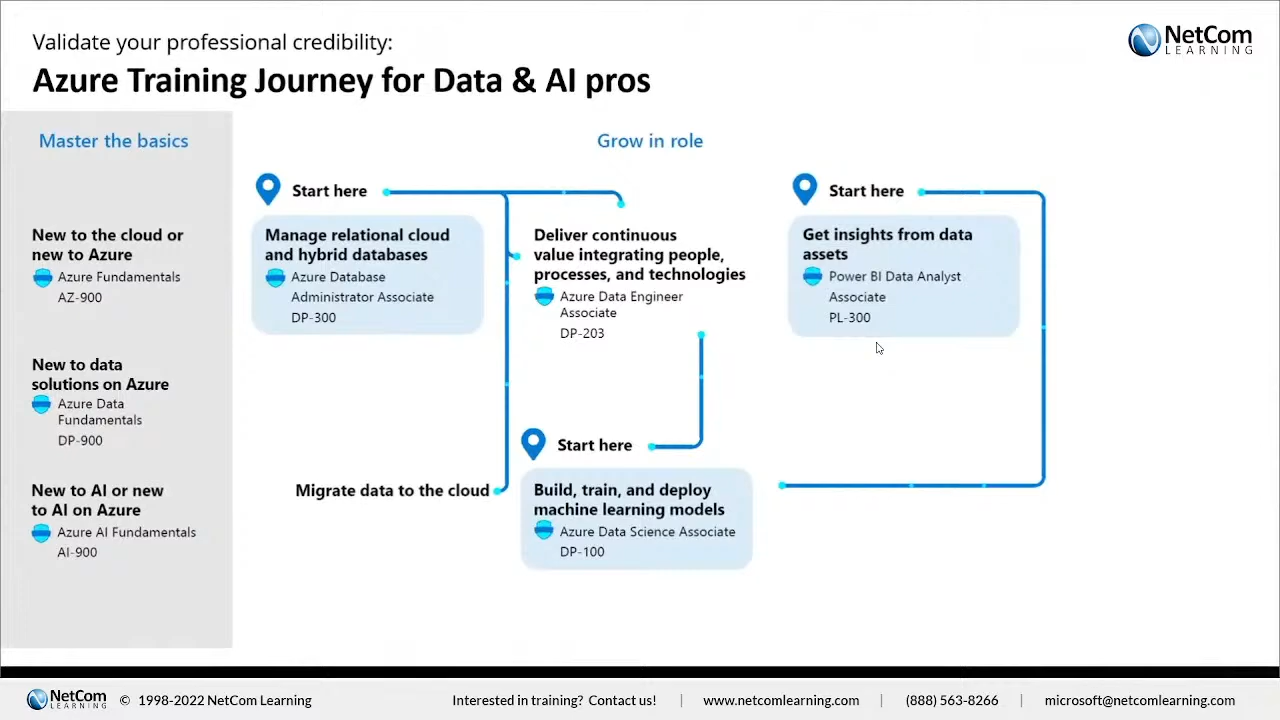 Validate your professional credibility:
Azure Training Journey for Data & AI pros
NetCom
LEARNING
Master the basics
New to the cloud or
new to Azure
Azure Fundamentals
AZ-900
New to data
solutions on Azure
Azure Data
Fundamentals
DP-900
New to AI or new
to AI on Azure
Azure AI Fundamentals
AI-900
Grow in role
Start here
Manage relational cloud
and hybrid databases
Azure Database
Administrator Associate
DP-300
Deliver continuous
value integrating people,
processes, and technologies
Azure Data Engineer
Associate
DP-203
Start here
Get insights from data
assets
Power BI Data Analyst
Associate
PL-300
Migrate data to the cloud
Start here
Build, train, and deploy
machine learning models
Azure Data Science Associate
DP-100
NetCom
LEARNING
© 1998-2022 NetCom Learning
Interested in training? Contact us! | www.netcomlearning.com | (888) 563-8266 | microsoft@netcomlearning.com